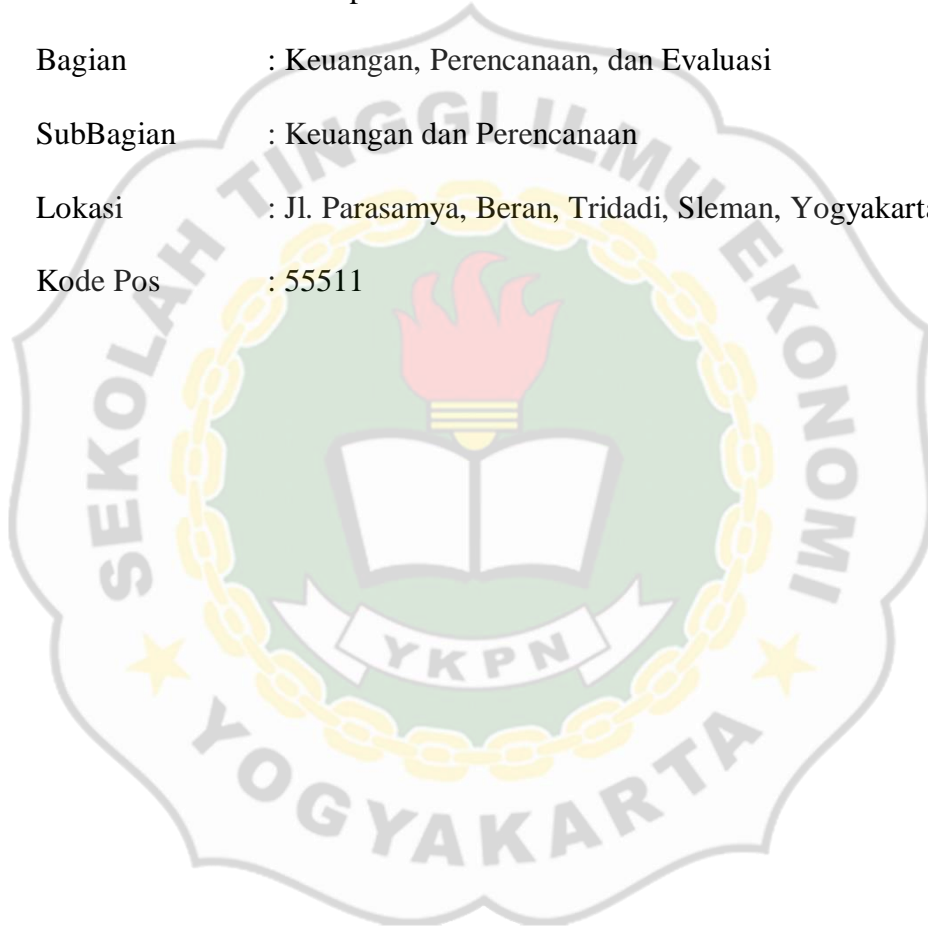 Bagian : Keuangan, Perencanaan, dan Evaluasi
SubBagian : Keuangan dan Perencanaan
Lokasi : Jl. Parasamya, Beran, Tridadi, Sleman, Yogyakarta
Kode Pos : 55511
SEKOLAH TINGGI ILMU EKONOMI
YKPN
YOGYAKARTA